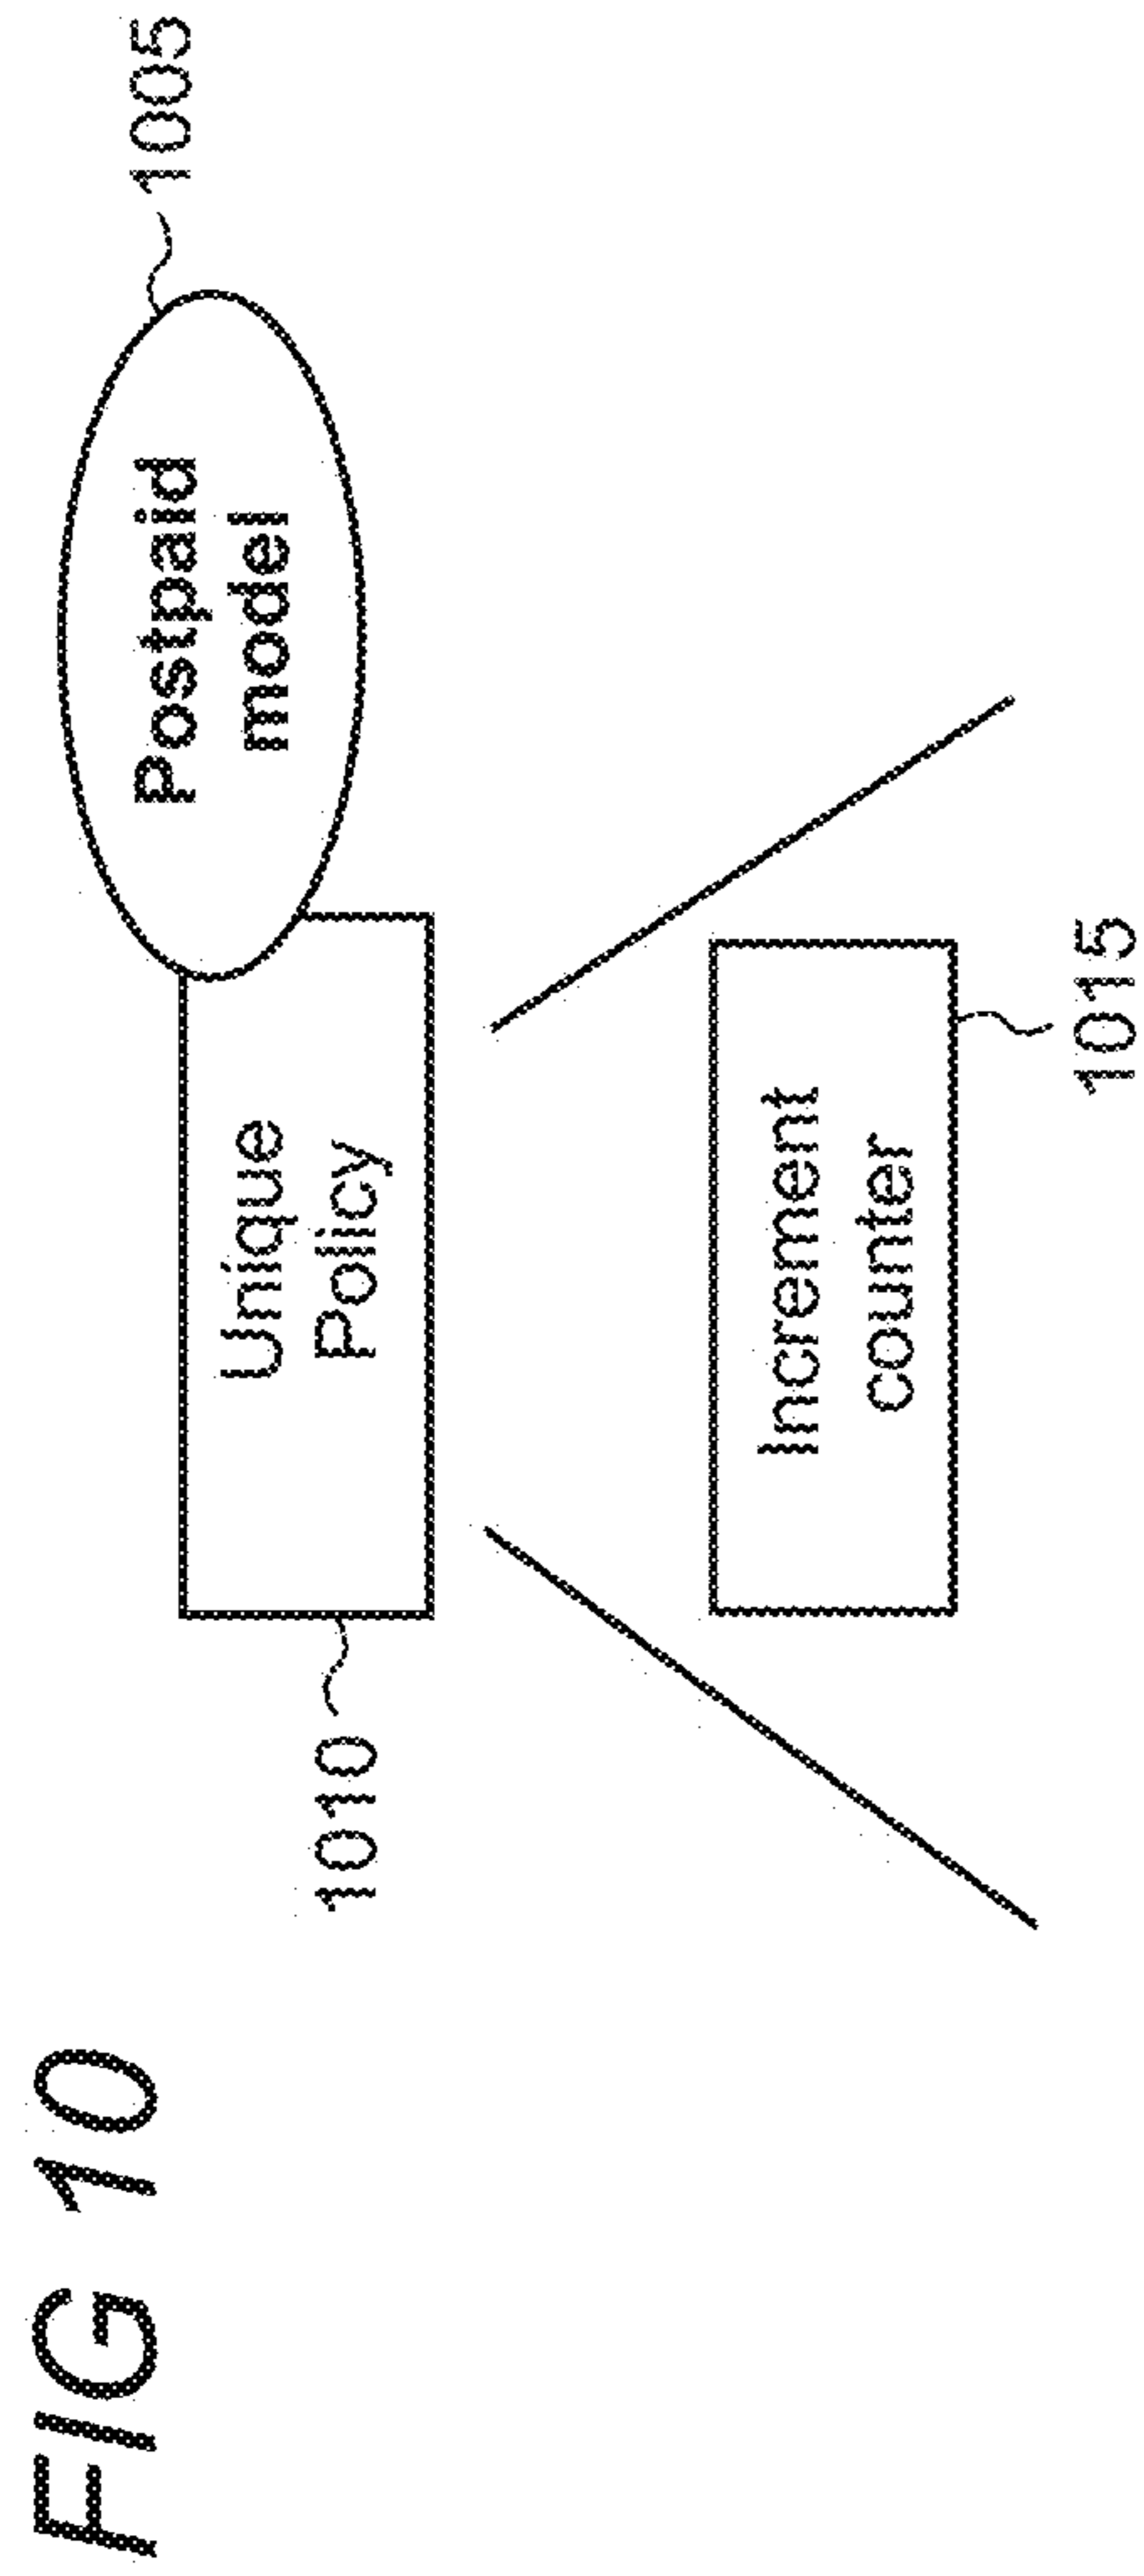 FIG 10
1005
Postpaid
model
Unique
Policy
1010
Increment
counter
1015